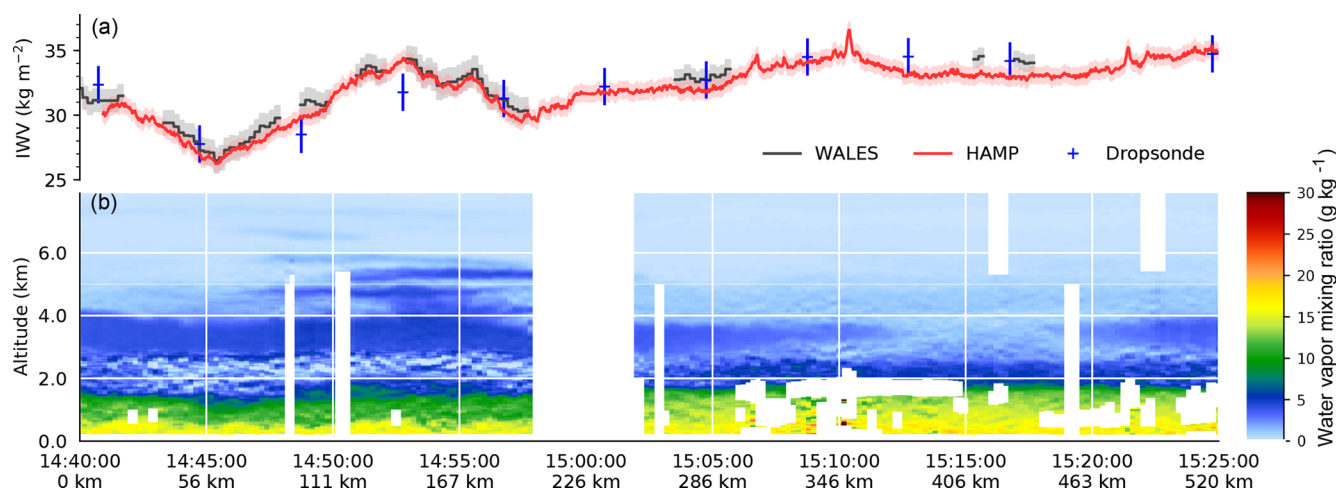 (a)
IWV (kg m⁻²)
35
30
25
WALES
HAMP
Dropsonde
(b)
Altitude (km)
6.0
4.0
2.0
0.0
14:40:00 14:45:00 14:50:00 14:55:00 15:00:00 15:05:00 15:10:00 15:15:00 15:20:00 15:25:00
0 km 56 km 111 km 167 km 226 km 286 km 346 km 406 km 463 km 520 km
30
25
20
15
10
5
0
Water vapor mixing ratio (g kg⁻¹)